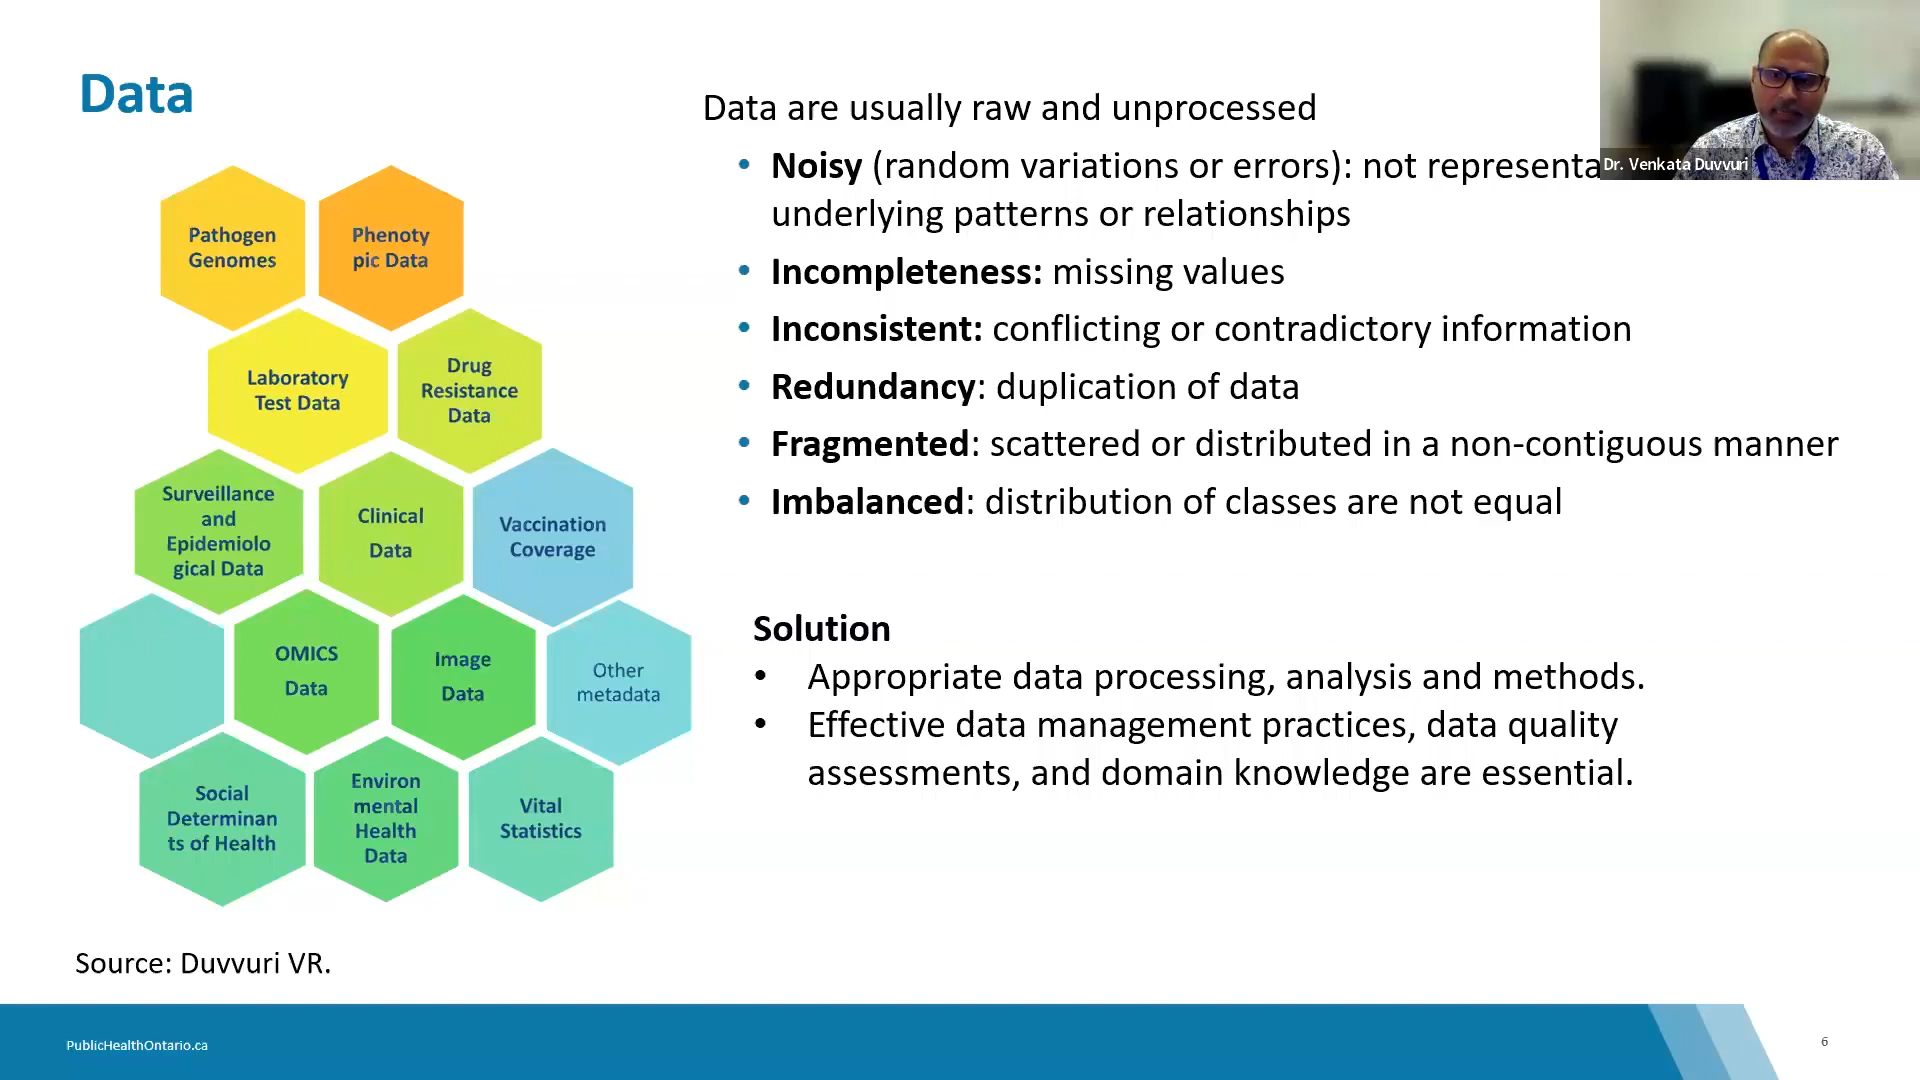 Data
Data are usually raw and unprocessed
• Noisy (random variations or errors): not representa
underlying patterns or relationships
• Incompleteness: missing values
• Inconsistent: conflicting or contradictory information
• Redundancy: duplication of data
• Fragmented: scattered or distributed in a non-contiguous manner
• Imbalanced: distribution of classes are not equal
Solution
• Appropriate data processing, analysis and methods.
• Effective data management practices, data quality
assessments, and domain knowledge are essential.
Dr. Venkata Duvvuri
Pathogen
Genomes
Phenoty
pic Data
Laboratory
Test Data
Drug
Resistance
Data
Surveillance
and
Epidemiolo
gical Data
Clinical
Data
Vaccination
Coverage
OMICS
Data
Image
Data
Other
metadata
Social
Determinan
ts of Health
Environ
mental
Health
Data
Vital
Statistics
Source: Duvvuri VR.
PublicHealthOntario.ca
6